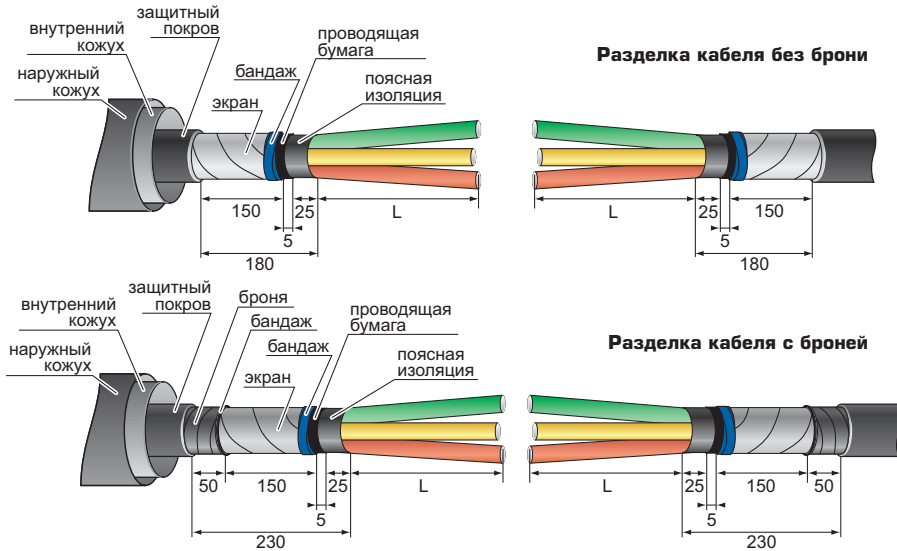 защитный
покров
внутренний
кожух
наружный
кожух
экран
бандаж
проводящая
бумага
поясная
изоляция
Разделка кабеля без брони
150
25
L
5
180
L
25
150
5
180
защитный
покров
внутренний
кожух
наружный
кожух
броня
бандаж
бандаж
экран
проводящая
бумага
поясная
изоляция
Разделка кабеля с броней
50
150
25
L
5
230
L
25
150
50
5
230